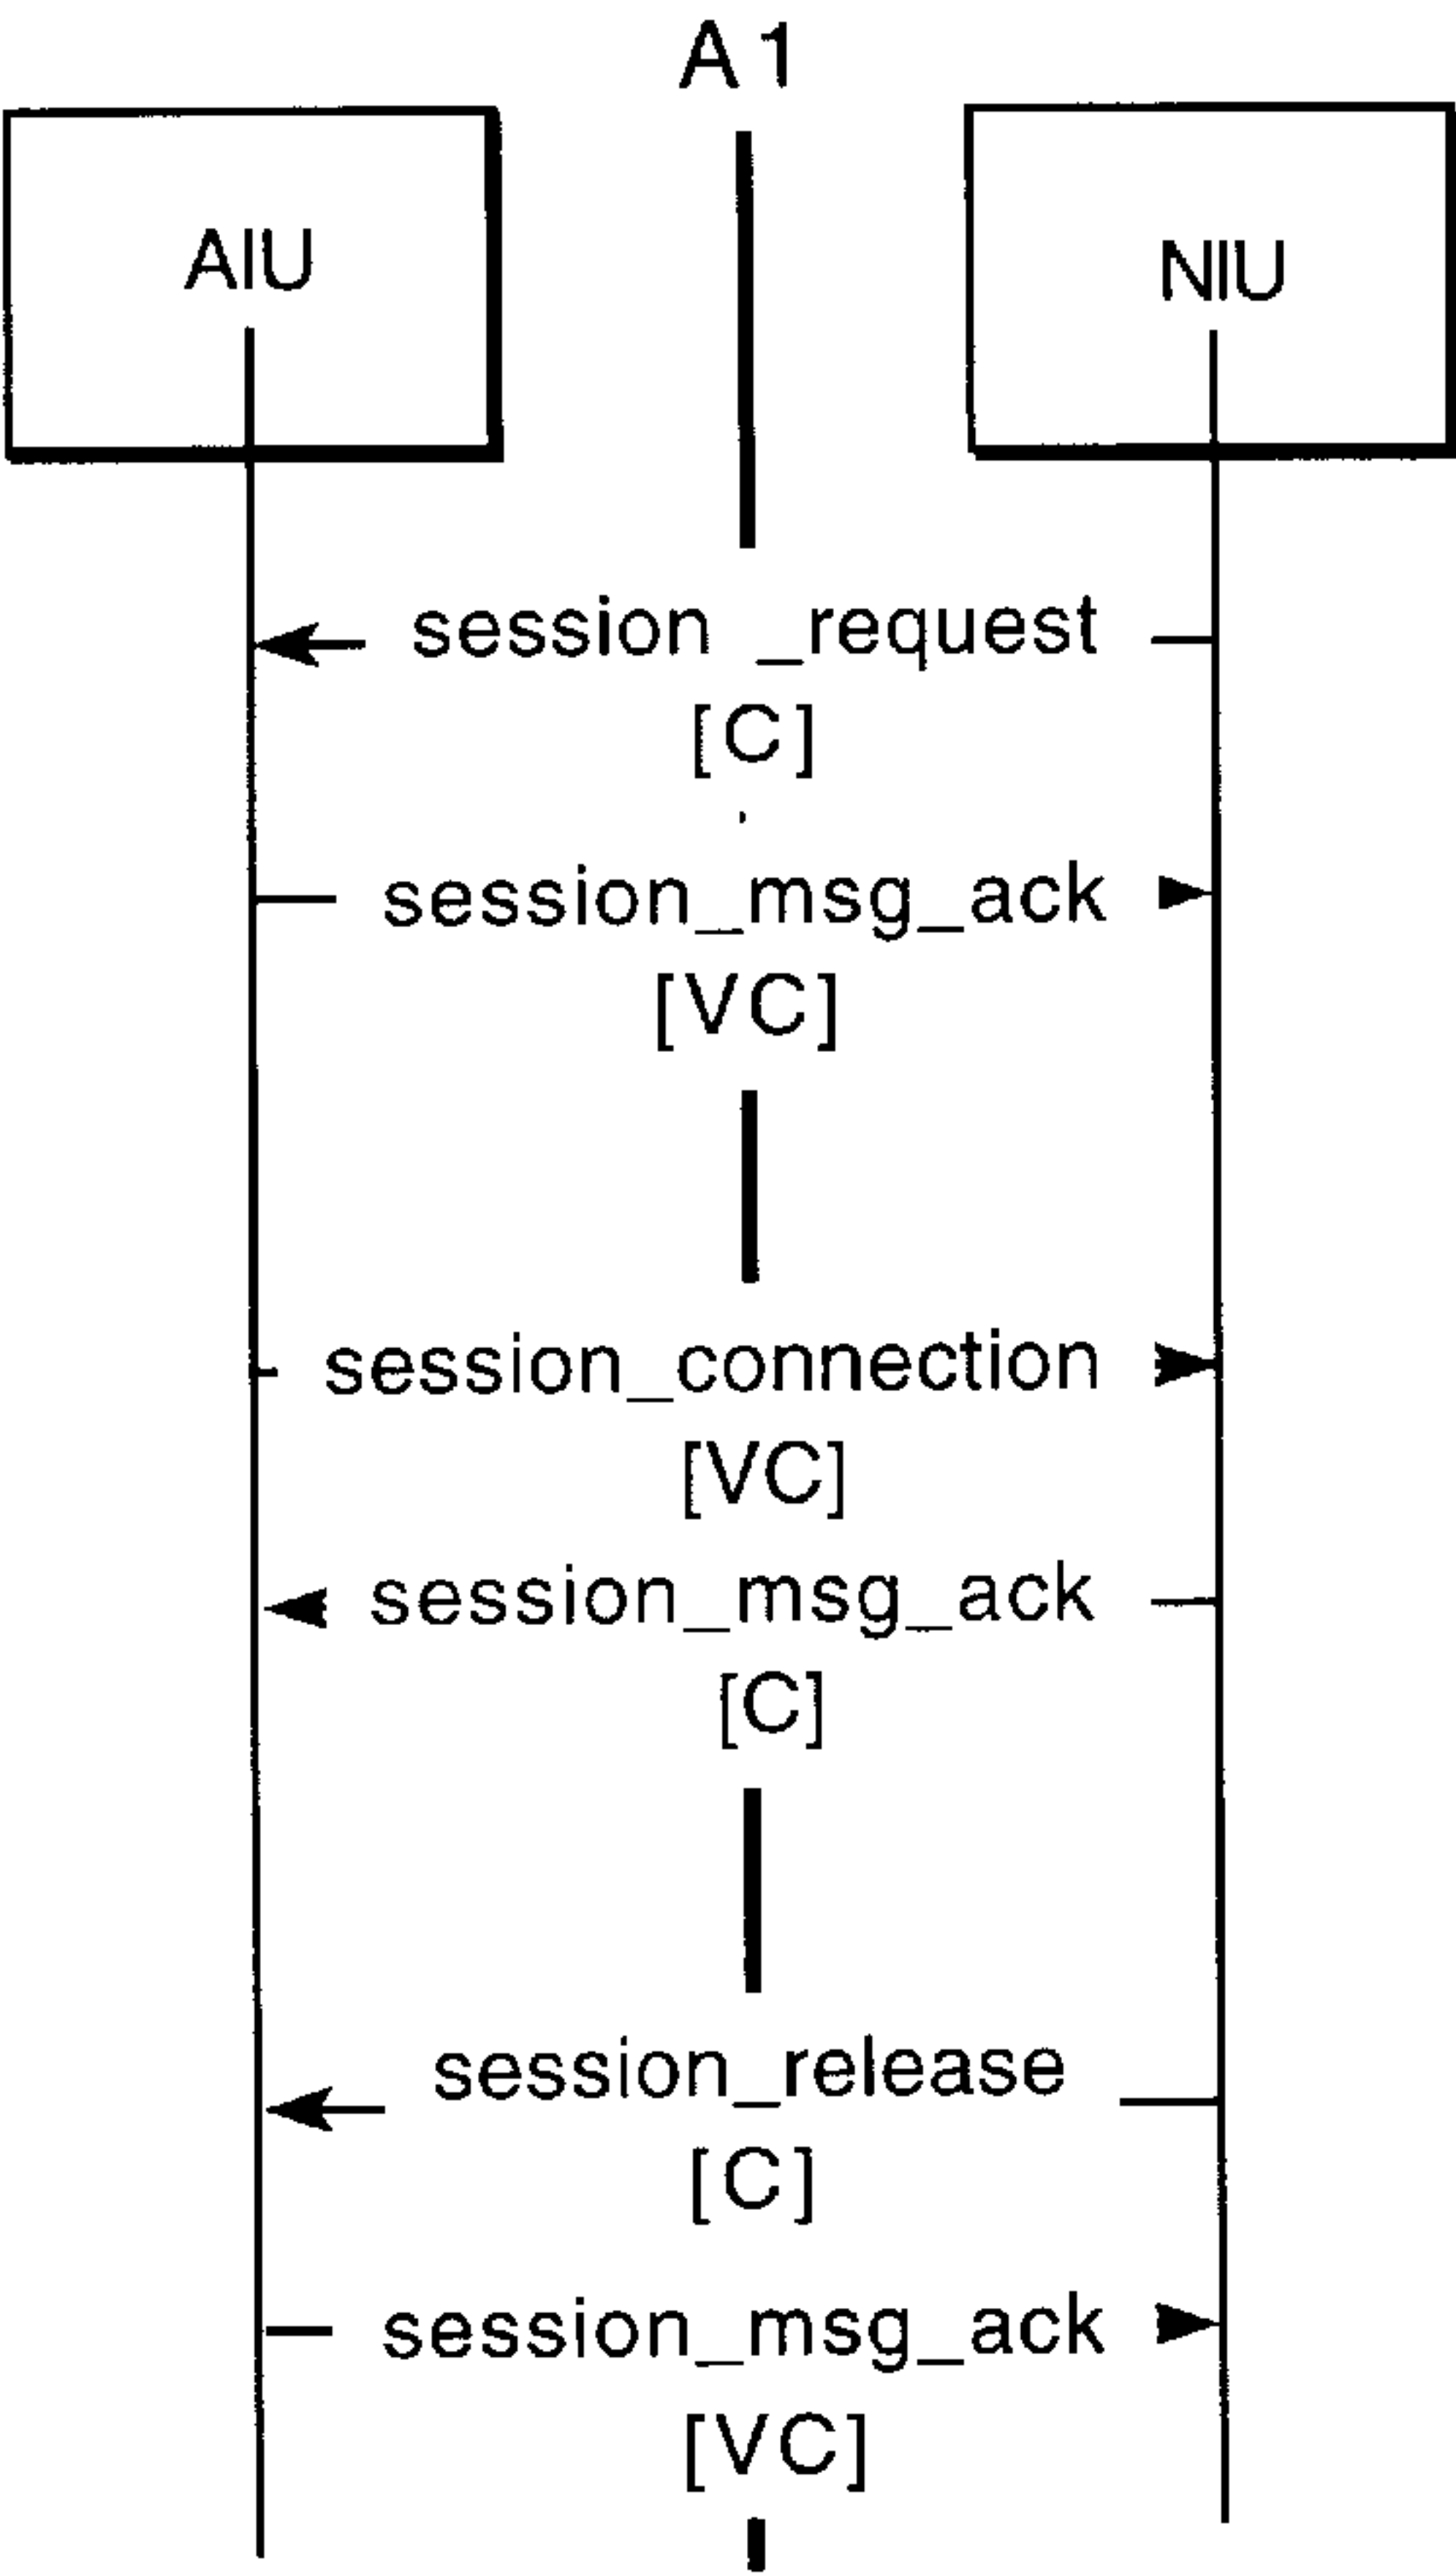 A1
AIU
NIU
session _request
[C]
session_msg_ack
[VC]
session_connection
[VC]
session_msg_ack
[C]
session_release
[C]
session_msg_ack
[VC]